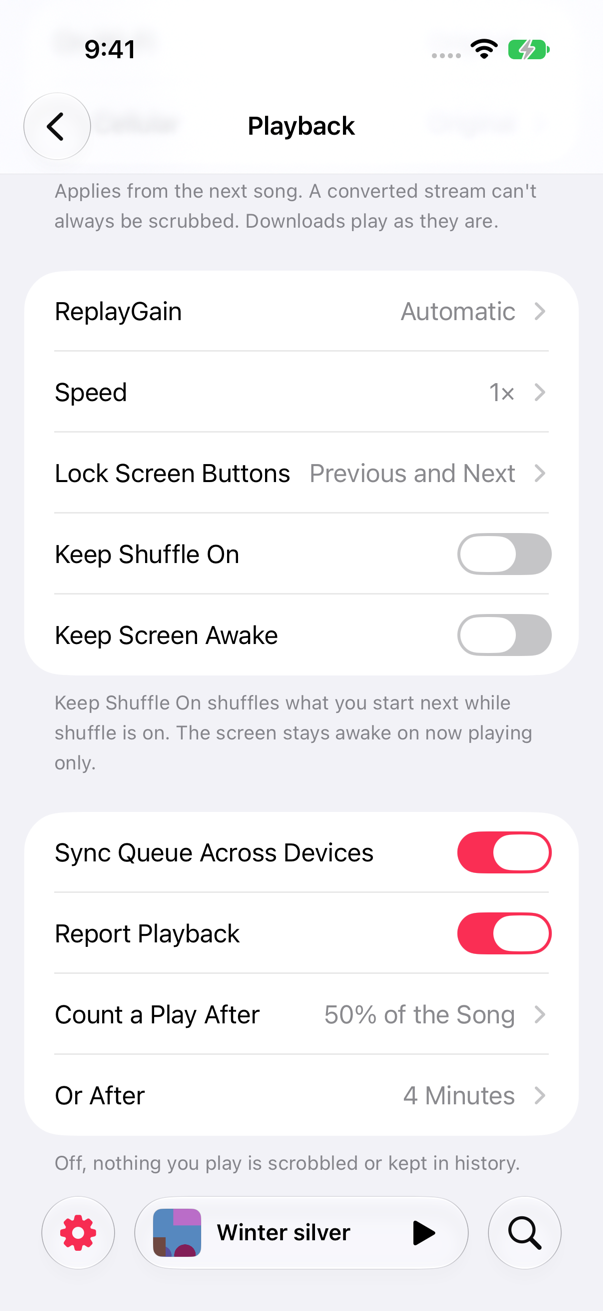 9:41
Playback
Applies from the next song. A converted stream can't
always be scrubbed. Downloads play as they are.
ReplayGain Automatic
Speed 1×
Lock Screen Buttons Previous and Next
Keep Shuffle On
Keep Screen Awake
Keep Shuffle On shuffles what you start next while
shuffle is on. The screen stays awake on now playing
only.
Sync Queue Across Devices
Report Playback
Count a Play After 50% of the Song
Or After 4 Minutes
Off, nothing you play is scrobbled or kept in history.
Winter silver